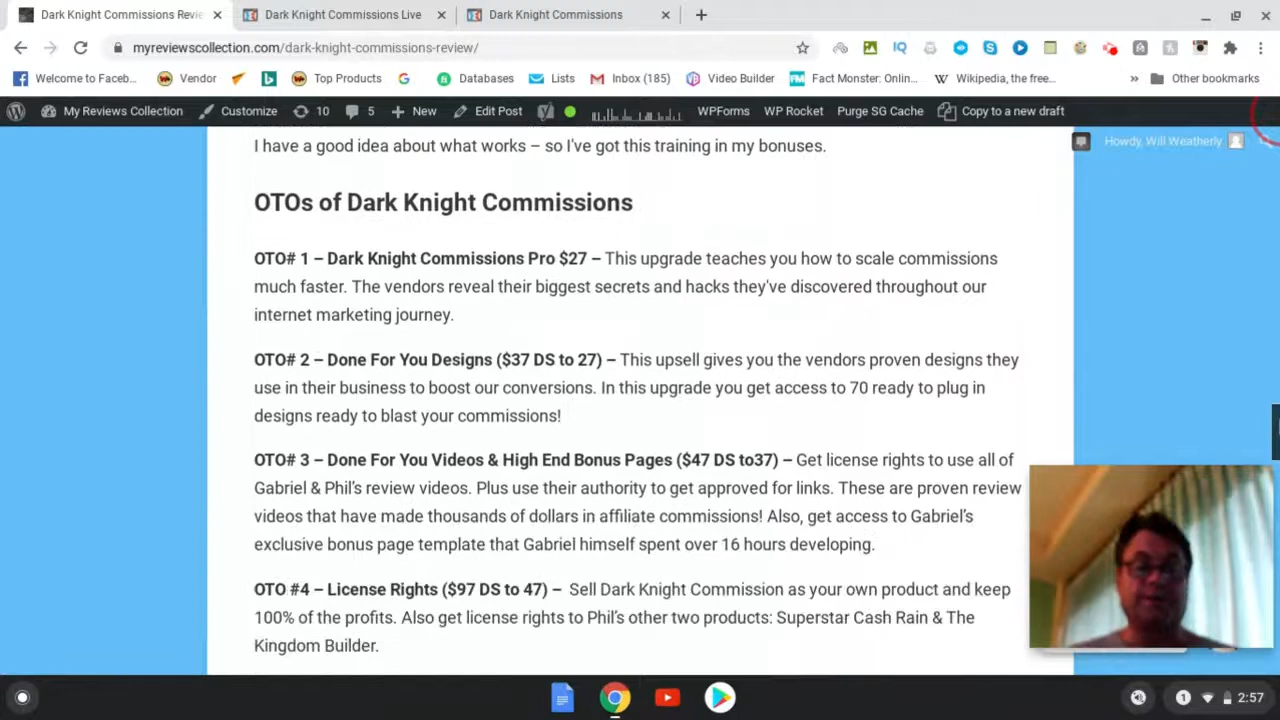 Dark Knight Commissions Revie
Dark Knight Commissions Live
Dark Knight Commissions
myreviewscollection.com/dark-knight-commissions-review/
Welcome to Faceb...
Vendor
Top Products
Databases
Lists
Inbox (185)
Video Builder
Fact Monster: Onlin...
Wikipedia, the free...
Other bookmarks
My Reviews Collection
Customize
10
5
New
Edit Post
WPForms
WP Rocket
Purge SG Cache
Copy to a new draft
I have a good idea about what works – so I've got this training in my bonuses.
Howdy, Will Weatherly
OTOs of Dark Knight Commissions
OTO# 1 – Dark Knight Commissions Pro $27 – This upgrade teaches you how to scale commissions
much faster. The vendors reveal their biggest secrets and hacks they've discovered throughout our
internet marketing journey.
OTO# 2 – Done For You Designs ($37 DS to 27) – This upsell gives you the vendors proven designs they
use in their business to boost our conversions. In this upgrade you get access to 70 ready to plug in
designs ready to blast your commissions!
OTO# 3 – Done For You Videos & High End Bonus Pages ($47 DS to37) – Get license rights to use all of
Gabriel & Phil's review videos. Plus use their authority to get approved for links. These are proven review
videos that have made thousands of dollars in affiliate commissions! Also, get access to Gabriel's
exclusive bonus page template that Gabriel himself spent over 16 hours developing.
OTO #4 – License Rights ($97 DS to 47) – Sell Dark Knight Commission as your own product and keep
100% of the profits. Also get license rights to Phil's other two products: Superstar Cash Rain & The
Kingdom Builder.
1
2:57